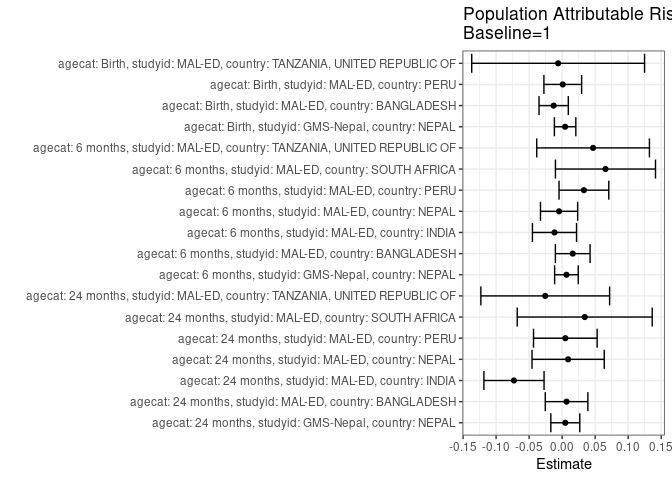 Population Attributable Ris
Baseline=1
agecat: Birth, studyid: MAL-ED, country: TANZANIA, UNITED REPUBLIC OF
agecat: Birth, studyid: MAL-ED, country: PERU
agecat: Birth, studyid: MAL-ED, country: BANGLADESH
agecat: Birth, studyid: GMS-Nepal, country: NEPAL
agecat: 6 months, studyid: MAL-ED, country: TANZANIA, UNITED REPUBLIC OF
agecat: 6 months, studyid: MAL-ED, country: SOUTH AFRICA
agecat: 6 months, studyid: MAL-ED, country: PERU
agecat: 6 months, studyid: MAL-ED, country: NEPAL
agecat: 6 months, studyid: MAL-ED, country: INDIA
agecat: 6 months, studyid: MAL-ED, country: BANGLADESH
agecat: 6 months, studyid: GMS-Nepal, country: NEPAL
agecat: 24 months, studyid: MAL-ED, country: TANZANIA, UNITED REPUBLIC OF
agecat: 24 months, studyid: MAL-ED, country: SOUTH AFRICA
agecat: 24 months, studyid: MAL-ED, country: PERU
agecat: 24 months, studyid: MAL-ED, country: NEPAL
agecat: 24 months, studyid: MAL-ED, country: INDIA
agecat: 24 months, studyid: MAL-ED, country: BANGLADESH
agecat: 24 months, studyid: GMS-Nepal, country: NEPAL
-0.15 -0.10 -0.05 0.00 0.05 0.10 0.15
Estimate